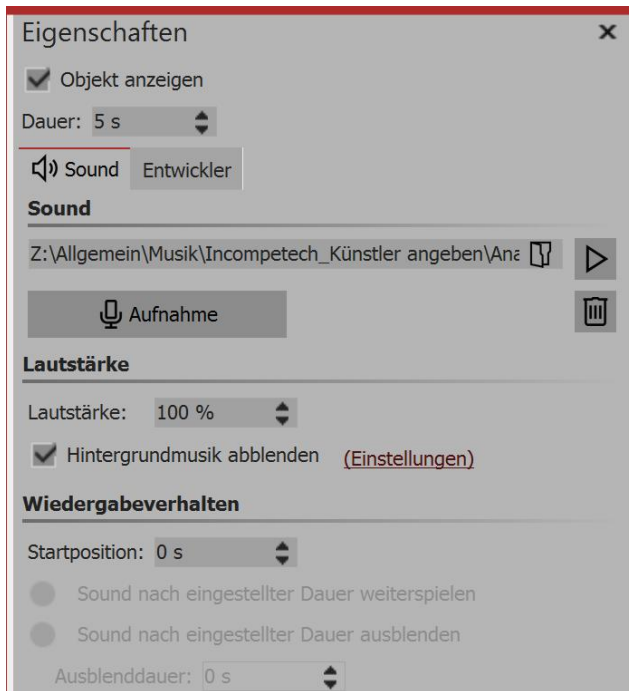 Eigenschaften
Objekt anzeigen
Dauer: 5 s
Sound Entwickler
Sound
Z:\Allgemein\Musik\Incompetech_Künstler angeben\Ana
Aufnahme
Lautstärke
Lautstärke: 100 %
Hintergrundmusik abblenden (Einstellungen)
Wiedergabeverhalten
Startposition: 0 s
Sound nach eingestellter Dauer weiterspielen
Sound nach eingestellter Dauer ausblenden
Ausblenddauer: 0 s